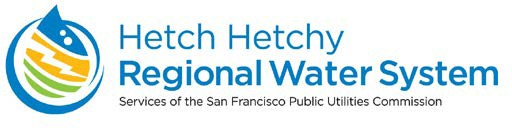 Hetch Hetchy
Regional Water System
Services of the San Francisco Public Utilities Commission